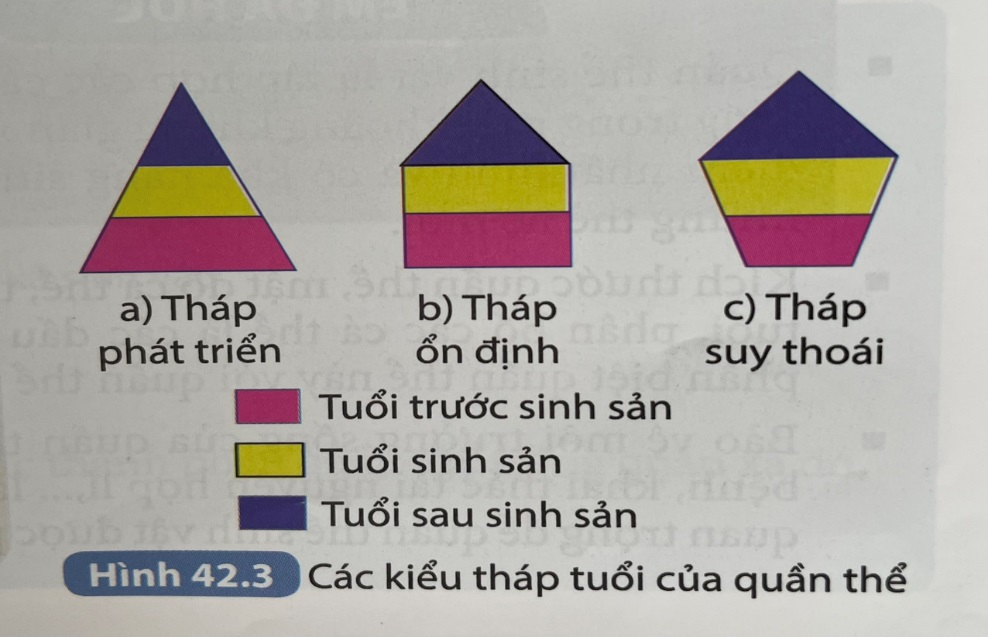 a) Tháp
phát triển
b) Tháp
ổn định
c) Tháp
suy thoái
Tuổi trước sinh sản
Tuổi sinh sản
Tuổi sau sinh sản
Hình 42.3 Các kiểu tháp tuổi của quần thể